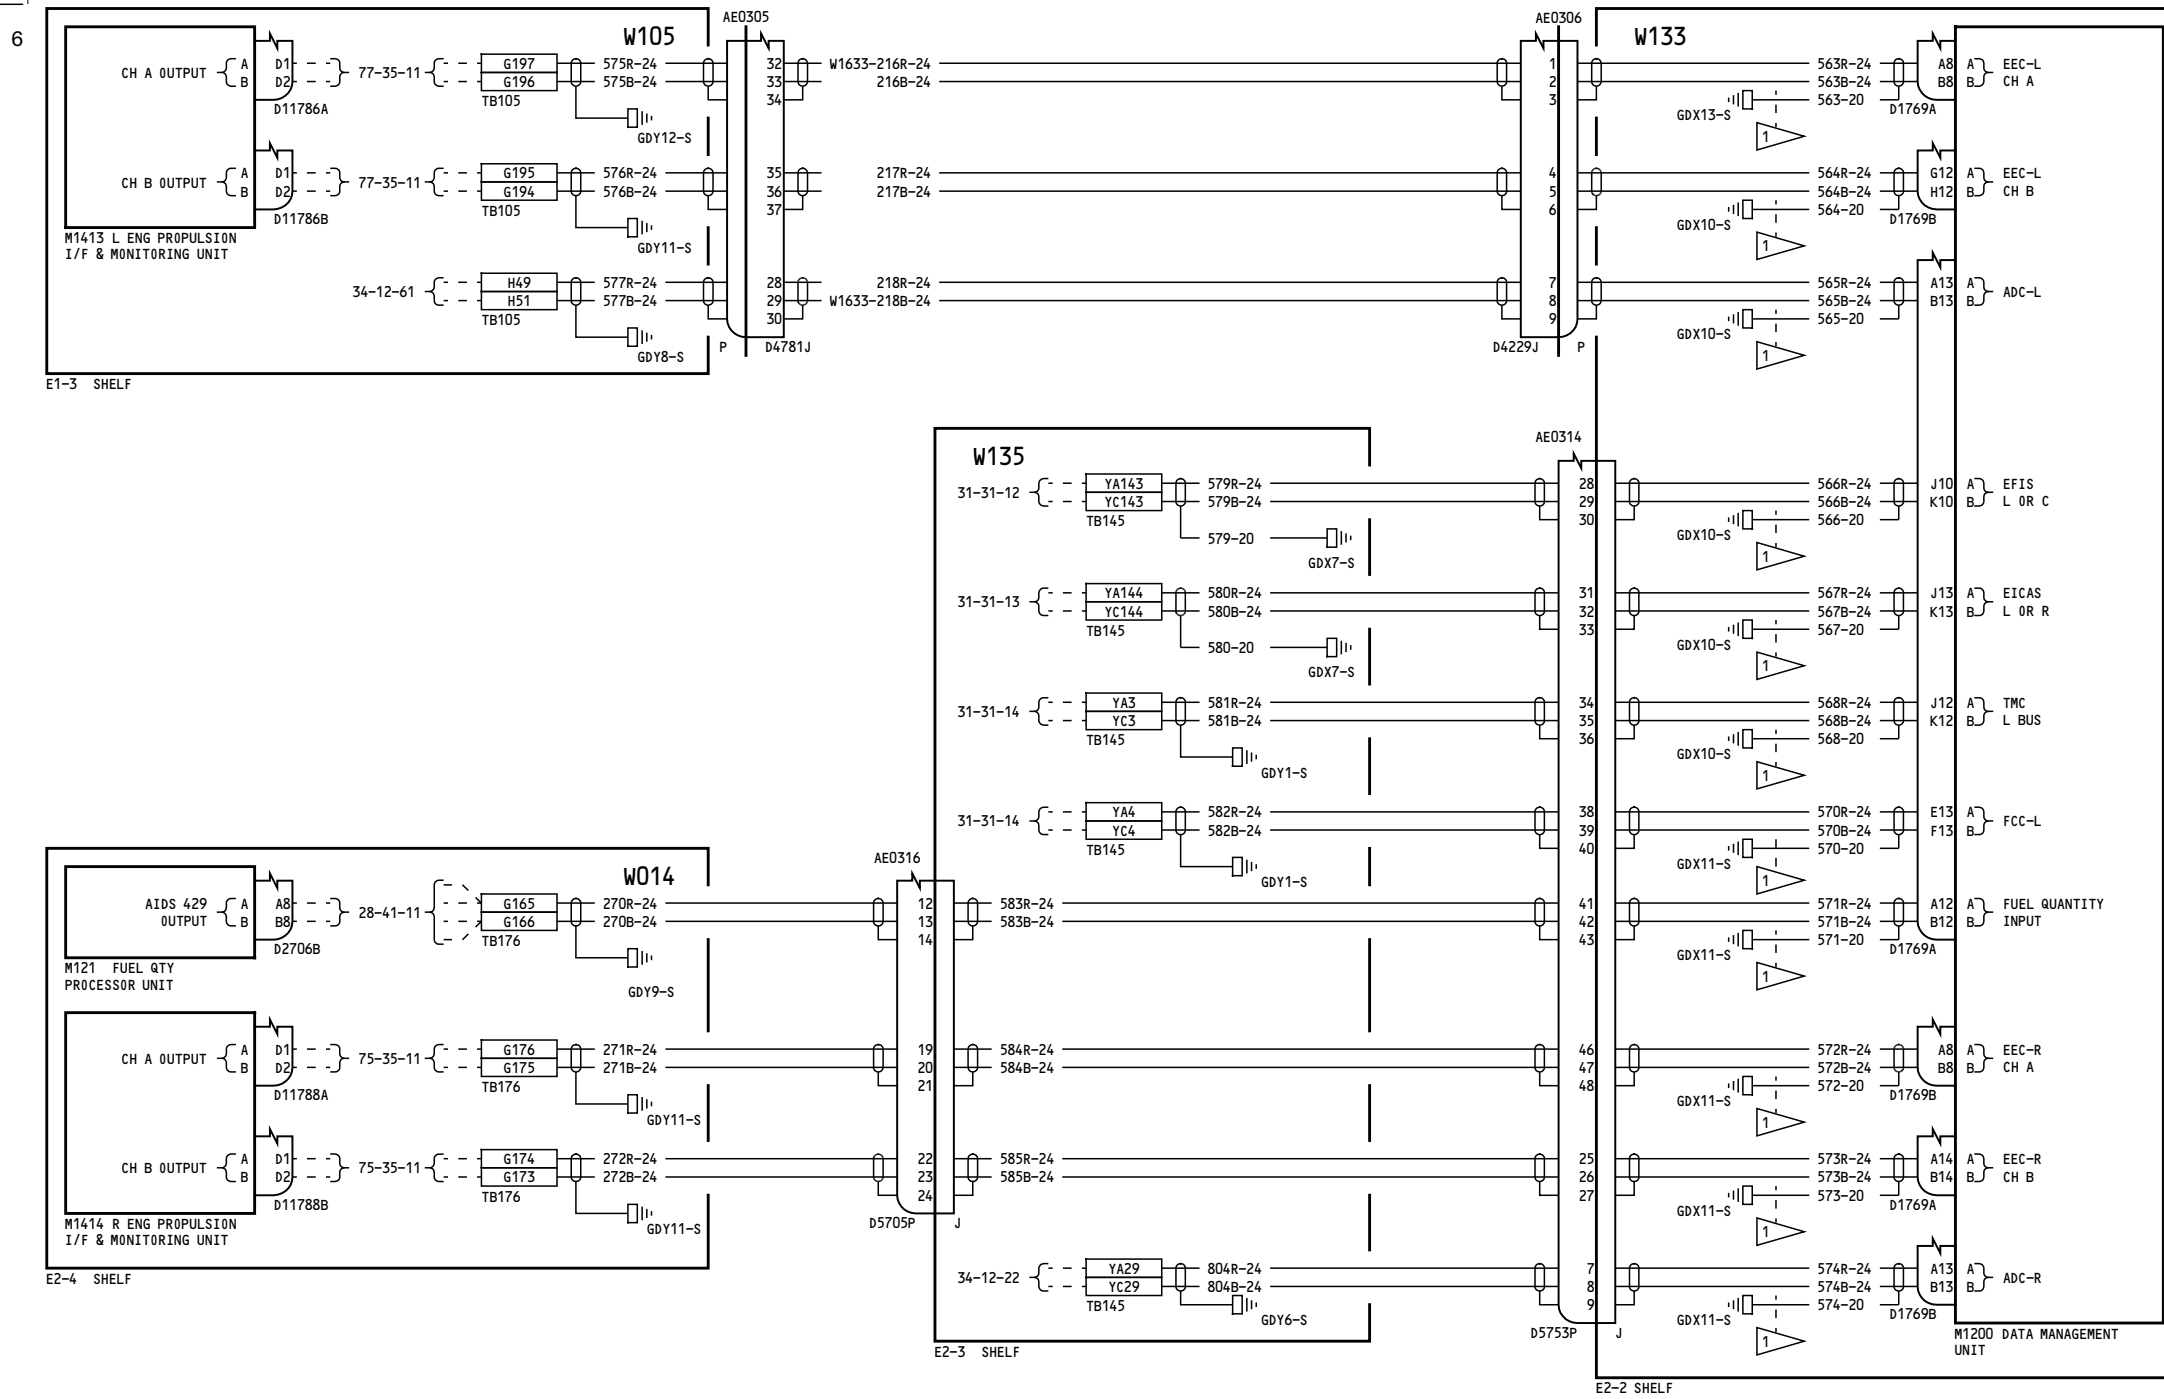 6
W105
AE0305
AE0306
W133
CH A OUTPUT
A D1
B D2
77-35-11
G197 575R-24
G196 575B-24
TB105
D11786A
GDY12-S
32 W1633-216R-24
33 216B-24
34
1 563R-24 A8 A
2 563B-24 B8 B
3 563-20
EEC-L
CH A
GDX13-S
1
D1769A
CH B OUTPUT
A D1
B D2
77-35-11
G195 576R-24
G194 576B-24
TB105
D11786B
GDY11-S
35 217R-24
36 217B-24
37
4 564R-24 G12 A
5 564B-24 H12 B
6 564-20
EEC-L
CH B
GDX10-S
1
D1769B
M1413 L ENG PROPULSION
I/F & MONITORING UNIT
34-12-61
H49 577R-24
H51 577B-24
TB105
GDY8-S
28 218R-24
29 W1633-218B-24
30
7 565R-24 A13 A
8 565B-24 B13 B
9 565-20
ADC-L
GDX10-S
1
P D4781J
D4229J P
E1-3 SHELF
W135
AE0314
31-31-12
YA143 579R-24
YC143 579B-24
TB145
579-20
GDX7-S
28 566R-24 J10 A
29 566B-24 K10 B
30 566-20
EFIS
L OR C
GDX10-S
1
31-31-13
YA144 580R-24
YC144 580B-24
TB145
580-20
GDX7-S
31 567R-24 J13 A
32 567B-24 K13 B
33 567-20
EICAS
L OR R
GDX10-S
1
31-31-14
YA3 581R-24
YC3 581B-24
TB145
GDY1-S
34 568R-24 J12 A
35 568B-24 K12 B
36 568-20
TMC
L BUS
GDX10-S
1
31-31-14
YA4 582R-24
YC4 582B-24
TB145
GDY1-S
38 570R-24 E13 A
39 570B-24 F13 B
40 570-20
FCC-L
GDX11-S
1
W014
AE0316
AIDS 429
OUTPUT
A A8
B B8
28-41-11
G165 270R-24
G166 270B-24
TB176
D2706B
GDY9-S
M121 FUEL QTY
PROCESSOR UNIT
12 583R-24
13 583B-24
14
41 571R-24 A12 A
42 571B-24 B12 B
43 571-20
FUEL QUANTITY
INPUT
GDX11-S
1
D1769A
CH A OUTPUT
A D1
B D2
75-35-11
G176 271R-24
G175 271B-24
TB176
D11788A
GDY11-S
19 584R-24
20 584B-24
21
46 572R-24 A8 A
47 572B-24 B8 B
48 572-20
EEC-R
CH A
GDX11-S
1
D1769B
CH B OUTPUT
A D1
B D2
75-35-11
G174 272R-24
G173 272B-24
TB176
D11788B
GDY11-S
22 585R-24
23 585B-24
24
25 573R-24 A14 A
26 573B-24 B14 B
27 573-20
EEC-R
CH B
GDX11-S
1
D1769A
M1414 R ENG PROPULSION
I/F & MONITORING UNIT
D5705P J
E2-4 SHELF
34-12-22
YA29 804R-24
YC29 804B-24
TB145
GDY6-S
7 574R-24 A13 A
8 574B-24 B13 B
9 574-20
ADC-R
GDX11-S
1
D1769B
D5753P J
M1200 DATA MANAGEMENT
UNIT
E2-3 SHELF
E2-2 SHELF